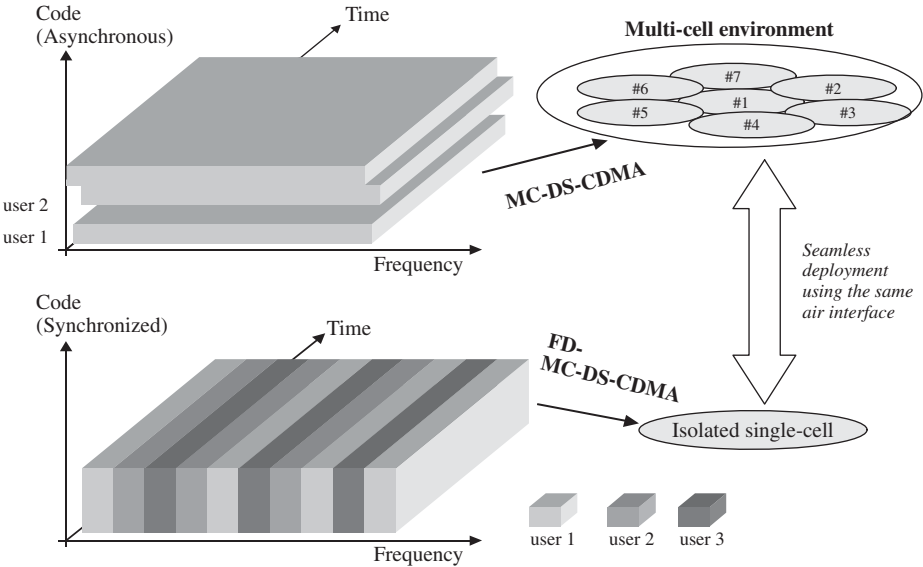 Code
(Asynchronous)
Time
user 2
user 1
Frequency
MC-DS-CDMA
Multi-cell environment
#7
#6
#2
#1
#5
#3
#4
Seamless
deployment
using the same
air interface
Code
(Synchronized)
Time
Frequency
FD-
MC-DS-CDMA
Isolated single-cell
user 1
user 2
user 3